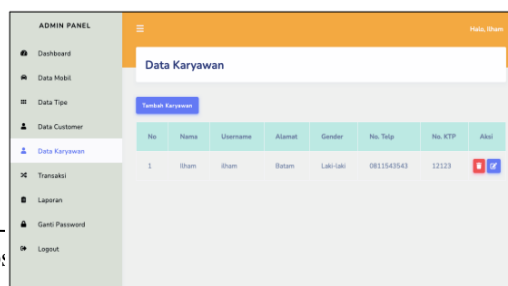 ADMIN PANEL
Hala, Ilham
Dashboard
Data Mobil
Data Tipe
Data Customer
Data Karyawan
Transaksi
Laporan
Ganti Password
Logout
Data Karyawan
Tambah Karyawan
No Nama Username Alamat Gender No. Telp No. KTP Aksi
1 Ilham ilham Batam Laki-laki 0811543543 12123